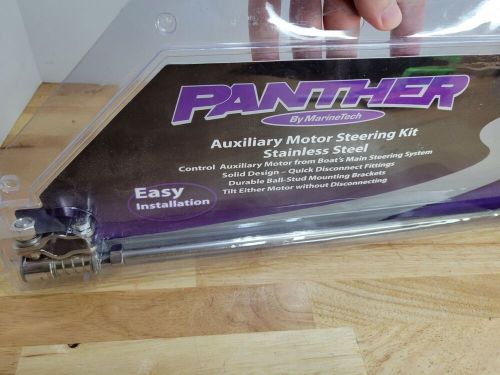 PANTHER
By MarineTech
Auxiliary Motor Steering Kit
Stainless Steel
Control Auxiliary Motor from Boat's Main Steering System
Solid Design – Quick Disconnect Fittings
Durable Ball-Stud Mounting Brackets
Tilt Either Motor without Disconnecting
Easy
Installation